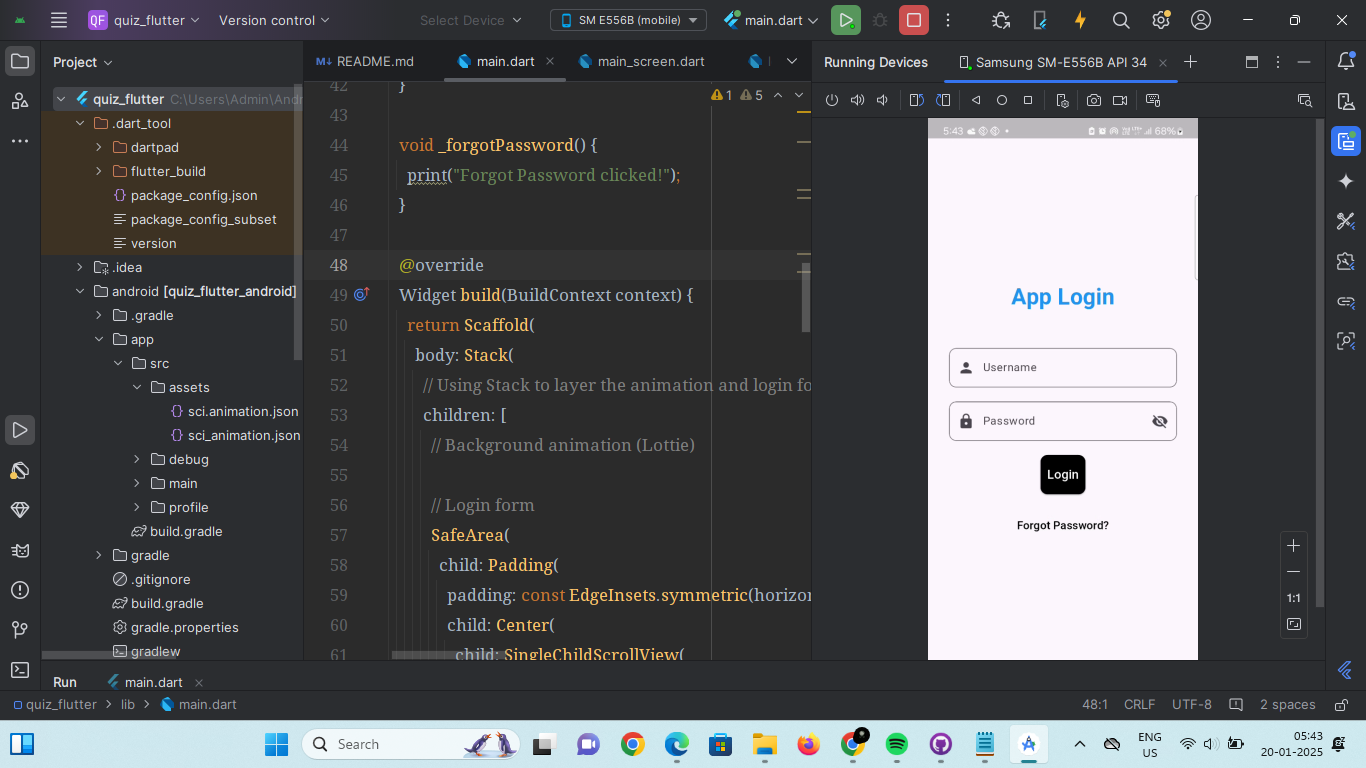 QF quiz_flutter Version control Select Device SM E556B (mobile) main.dart
Project
quiz_flutter C:\Users\Admin\Andr
.dart_tool
dartpad
flutter_build
package_config.json
package_config_subset
version
.idea
android [quiz_flutter_android]
.gradle
app
src
assets
sci.animation.json
sci_animation.json
debug
main
profile
build.gradle
gradle
.gitignore
build.gradle
gradle.properties
gradlew
M↓ README.md main.dart main_screen.dart
1 5
42 }
43
44 void _forgotPassword() {
45 print("Forgot Password clicked!");
46 }
47
48 @override
49 Widget build(BuildContext context) {
50 return Scaffold(
51 body: Stack(
52 // Using Stack to layer the animation and login fo
53 children: [
54 // Background animation (Lottie)
55
56 // Login form
57 SafeArea(
58 child: Padding(
59 padding: const EdgeInsets.symmetric(horizon
60 child: Center(
61 child: SingleChildScrollView(
Running Devices Samsung SM-E556B API 34
5:43 68%
App Login
Username
Password
Login
Forgot Password?
1:1
Run main.dart
quiz_flutter > lib > main.dart 48:1 CRLF UTF-8 2 spaces
Search
ENG
US
05:43
20-01-2025